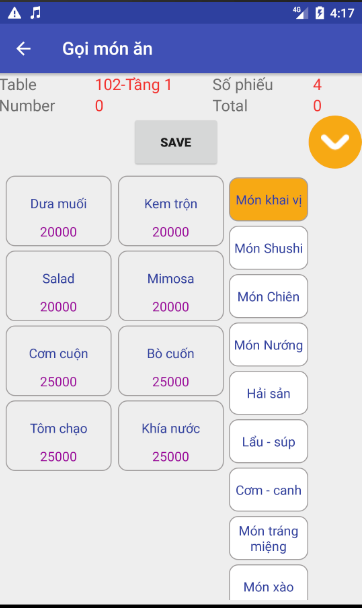 4G 4:17
Gọi món ăn
Table 102-Tầng 1 Số phiếu 4
Number 0 Total 0
SAVE
Dưa muối
20000
Kem trộn
20000
Salad
20000
Mimosa
20000
Cơm cuộn
25000
Bò cuốn
25000
Tôm chạo
25000
Khía nước
25000
Món khai vị
Món Shushi
Món Chiên
Món Nướng
Hải sản
Lẩu - súp
Cơm - canh
Món tráng
miệng
Món xào